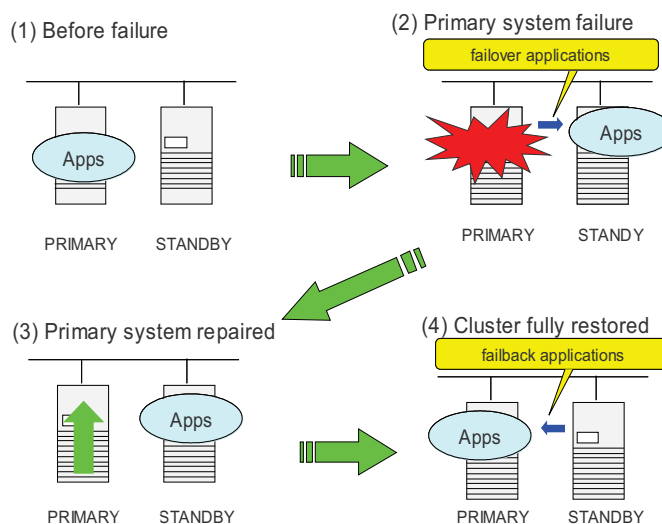 (1) Before failure
Apps
PRIMARY STANDBY
(2) Primary system failure
failover applications
Apps
PRIMARY STANDY
(3) Primary system repaired
Apps
PRIMARY STANDBY
(4) Cluster fully restored
failback applications
Apps
PRIMARY STANDBY